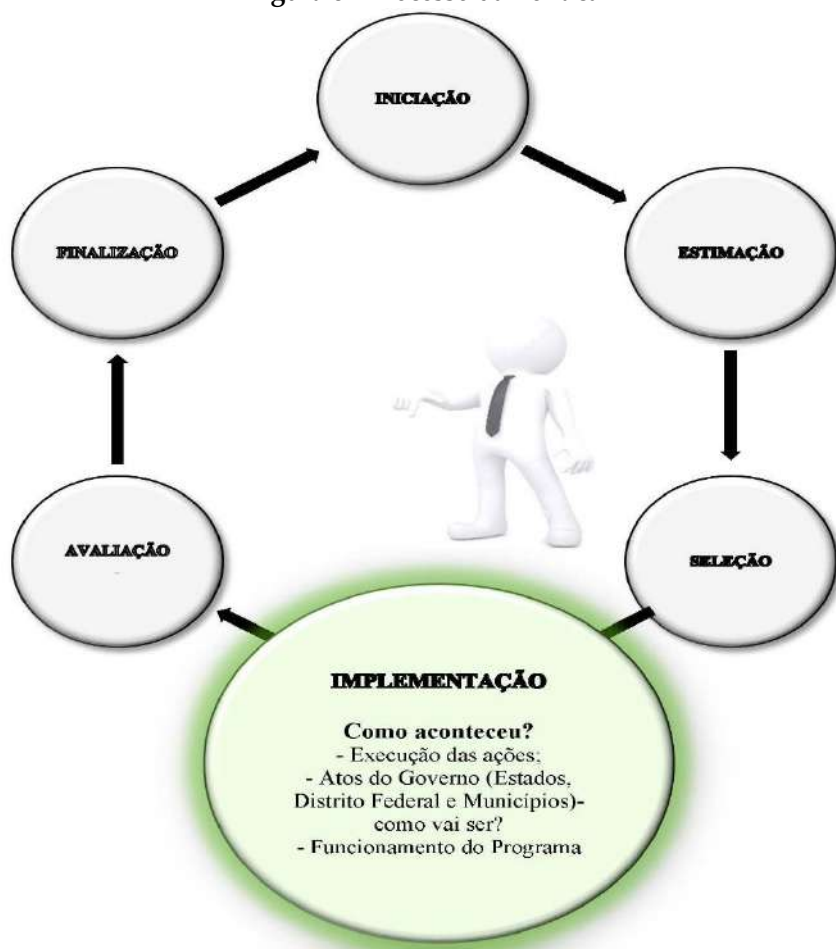 INICIAÇÃO
FINALIZAÇÃO
ESTIMAÇÃO
AVALIAÇÃO
SELEÇÃO
IMPLEMENTAÇÃO
Como aconteceu?
- Execução das ações;
- Atos do Governo (Estados,
Distrito Federal e Municípios)-
como vai ser?
- Funcionamento do Programa